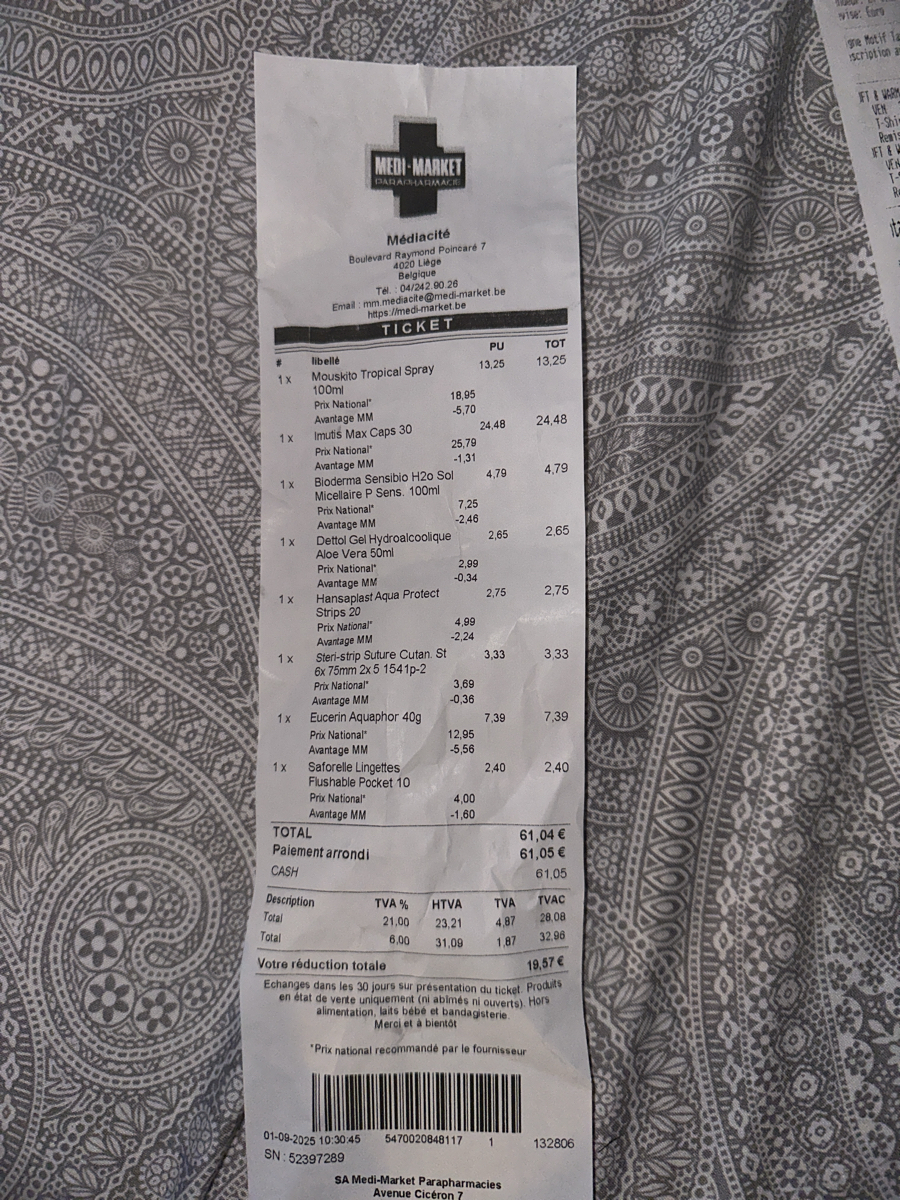 MEDI-MARKET
PARAPHARMACIE
Médiacité
Boulevard Raymond Poincaré 7
4020 Liège
Belgique
Tél. : 04/242.90.26
Email : mm.mediacite@medi-market.be
https://medi-market.be
TICKET
# libellé PU TOT
1 x Mouskito Tropical Spray 13,25 13,25
100ml
Prix National* 18,95
Avantage MM -5,70
1 x Imutis Max Caps 30 24,48 24,48
Prix National* 25,79
Avantage MM -1,31
1 x Bioderma Sensibio H2o Sol 4,79 4,79
Micellaire P Sens. 100ml
Prix National* 7,25
Avantage MM -2,46
1 x Dettol Gel Hydroalcoolique 2,65 2,65
Aloe Vera 50ml
Prix National* 2,99
Avantage MM -0,34
1 x Hansaplast Aqua Protect 2,75 2,75
Strips 20
Prix National* 4,99
Avantage MM -2,24
1 x Steri-strip Suture Cutan. St 3,33 3,33
6x 75mm 2x5 1541p-2
Prix National* 3,69
Avantage MM -0,36
1 x Eucerin Aquaphor 40g 7,39 7,39
Prix National* 12,95
Avantage MM -5,56
1 x Saforelle Lingettes 2,40 2,40
Flushable Pocket 10
Prix National* 4,00
Avantage MM -1,60
TOTAL 61,04 €
Paiement arrondi 61,05 €
CASH 61,05
Description TVA % HTVA TVA TVAC
Total 21,00 23,21 4,87 28,08
Total 6,00 31,09 1,87 32,96
Votre réduction totale 19,57 €
Echanges dans les 30 jours sur présentation du ticket. Produits
en état de vente uniquement (ni abîmés ni ouverts). Hors
alimentation, laits bébé et bandagisterie.
Merci et à bientôt
*Prix national recommandé par le fournisseur
01-09-2025 10:30:45 5470020848117 1 132806
SN : 52397289
SA Medi-Market Parapharmacies
Avenue Cicéron 7